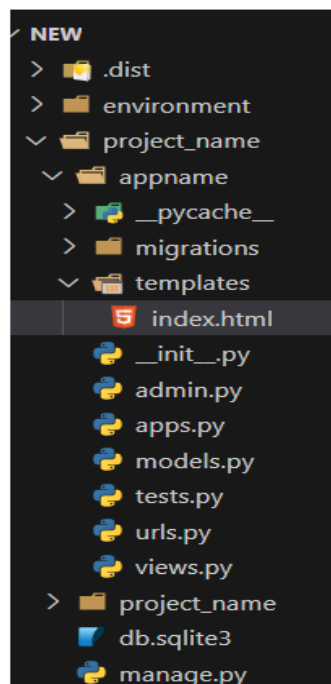 NEW
.dist
environment
project_name
appname
__pycache__
migrations
templates
index.html
__init__.py
admin.py
apps.py
models.py
tests.py
urls.py
views.py
project_name
db.sqlite3
manage.py